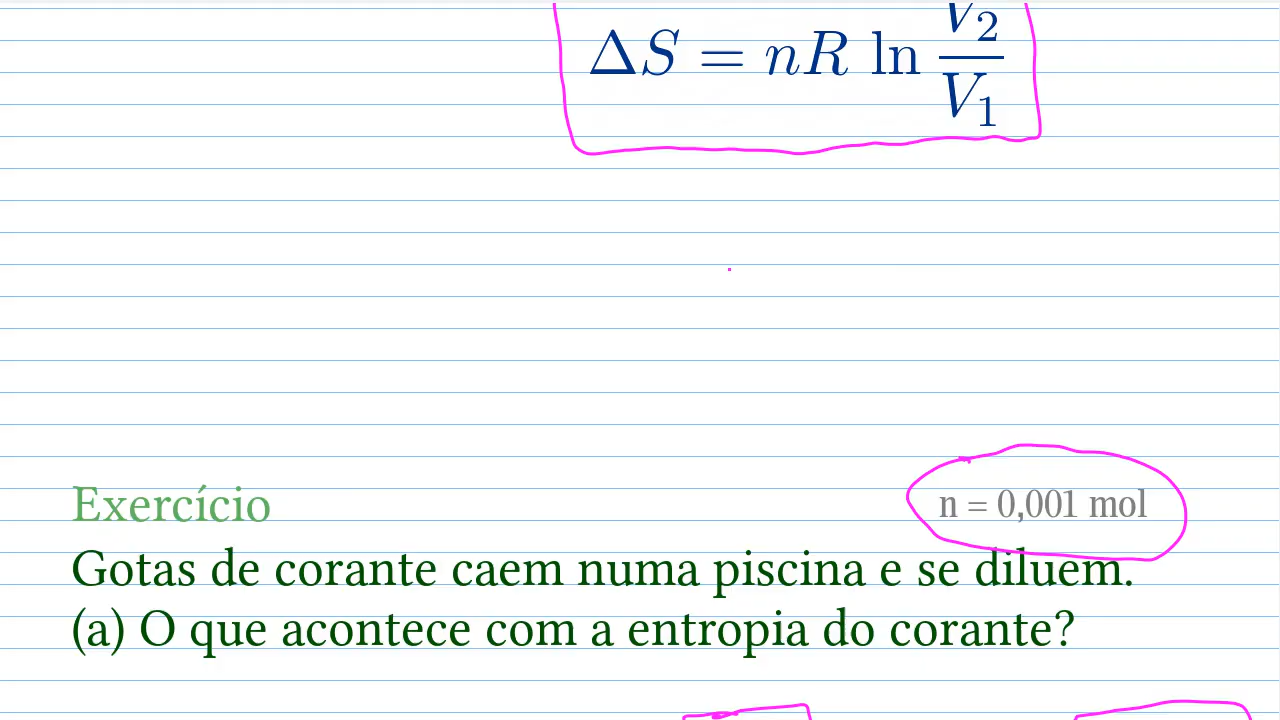 ΔS = nR ln V₂/V₁
Exercício
n = 0,001 mol
Gotas de corante caem numa piscina e se diluem.
(a) O que acontece com a entropia do corante?